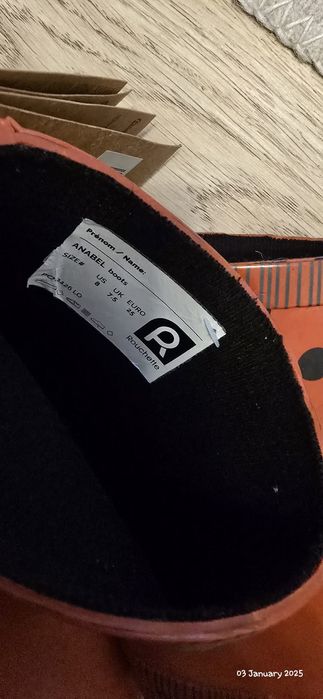 Prénom / Name:
ANABEL boots
SIZE# US UK EURO
8 7.5 25
R
Rouchette
03 January 2025